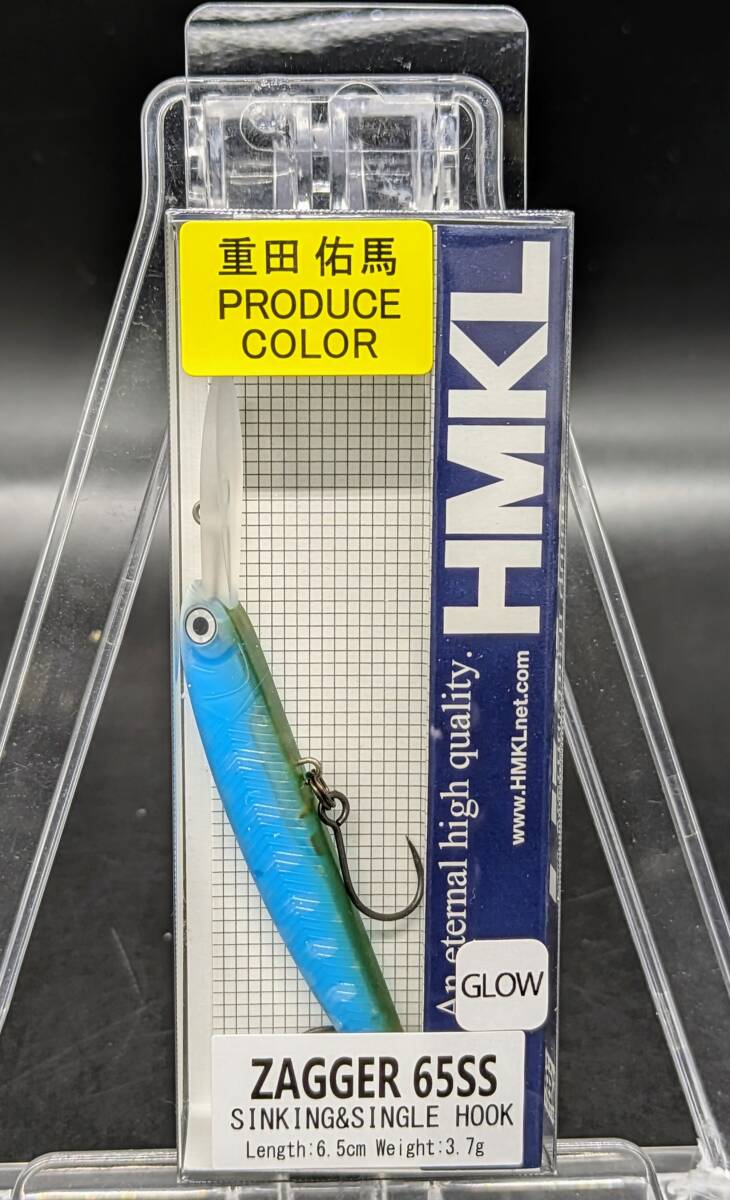 重田 佑馬
PRODUCE
COLOR
HMKL
An eternal high quality.
www.HMKLnet.com
GLOW
ZAGGER 65SS
SINKING&SINGLE HOOK
Length:6.5cm Weight:3.7g